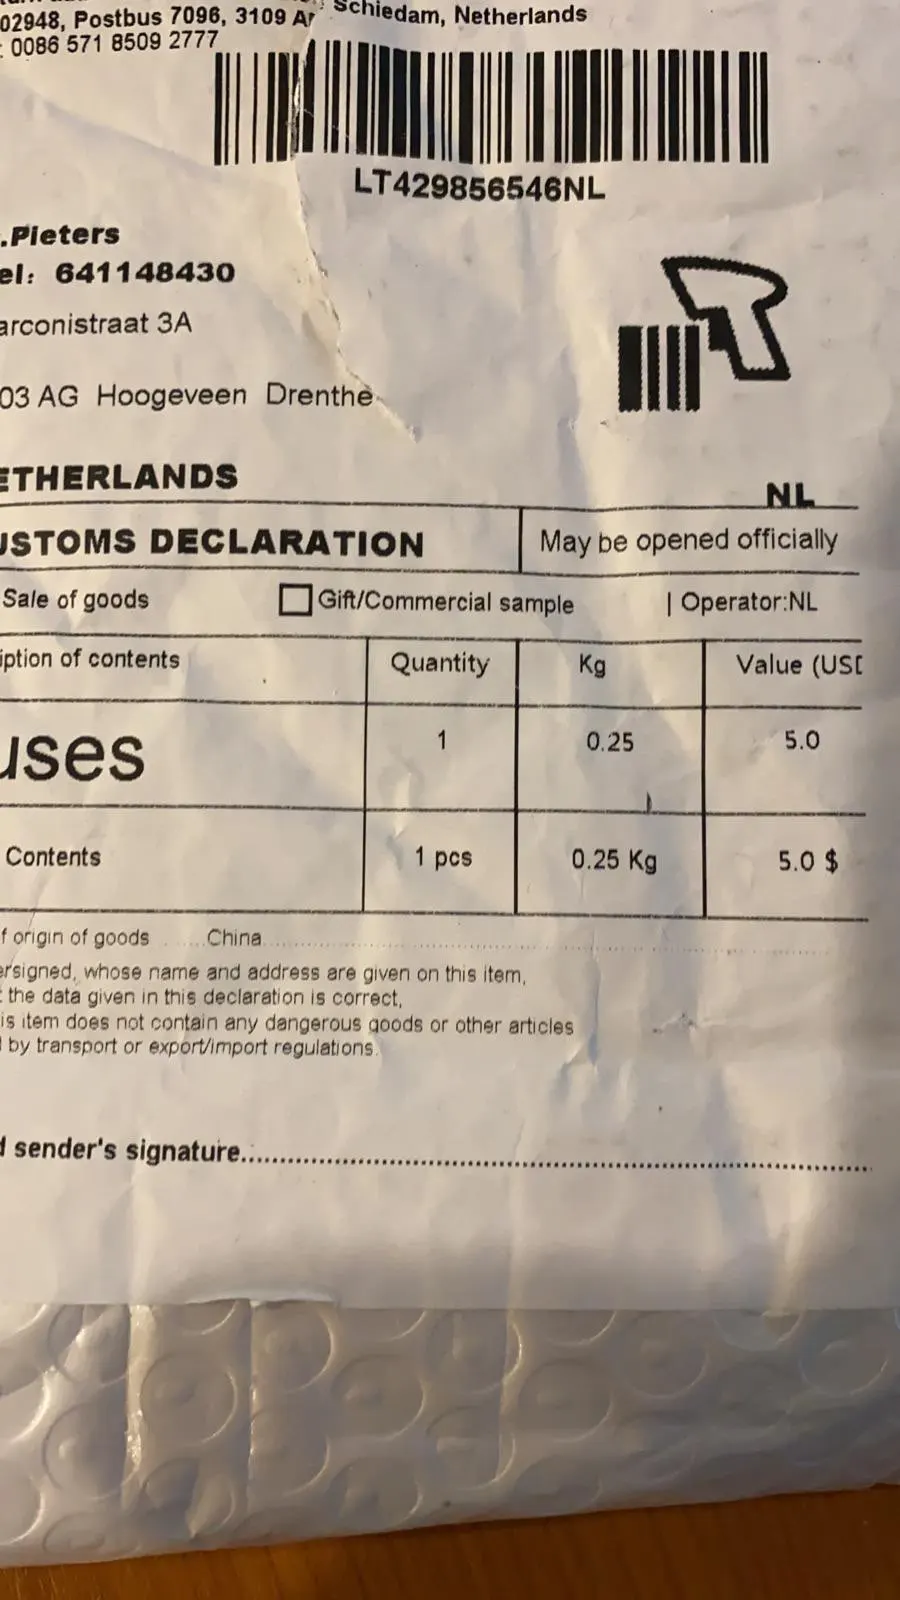 02948, Postbus 7096, 3109 A Schiedam, Netherlands
: 0086 571 8509 2777
LT429856546NL
.Pieters
el: 641148430
arconistraat 3A
03 AG Hoogeveen Drenthe
ETHERLANDS
NL
USTOMS DECLARATION May be opened officially
Sale of goods Gift/Commercial sample | Operator:NL
iption of contents Quantity Kg Value (USD
uses 1 0.25 5.0
Contents 1 pcs 0.25 Kg 5.0 $
f origin of goods ......China......
ersigned, whose name and address are given on this item,
the data given in this declaration is correct,
is item does not contain any dangerous goods or other articles
by transport or export/import regulations.
d sender's signature......